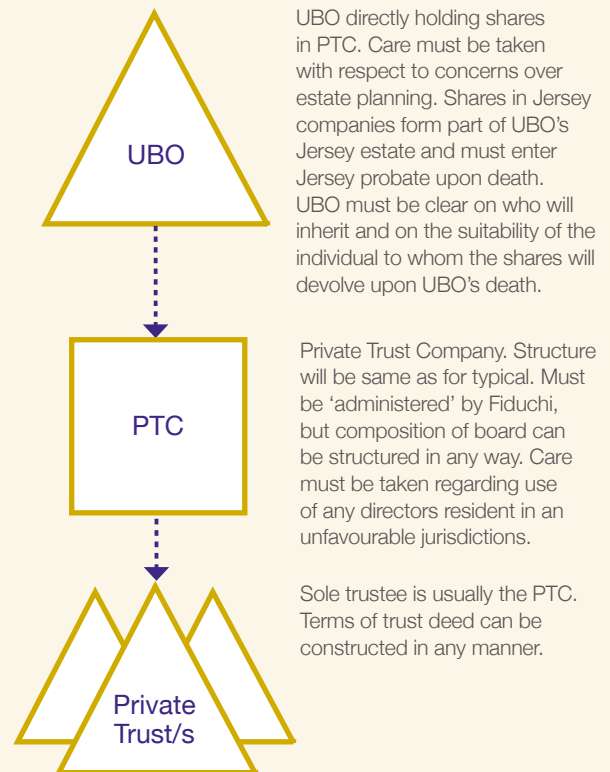 UBO
UBO directly holding shares
in PTC. Care must be taken
with respect to concerns over
estate planning. Shares in Jersey
companies form part of UBO’s
Jersey estate and must enter
Jersey probate upon death.
UBO must be clear on who will
inherit and on the suitability of the
individual to whom the shares will
devolve upon UBO’s death.
PTC
Private Trust Company. Structure
will be same as for typical. Must
be ‘administered’ by Fiduchi,
but composition of board can
be structured in any way. Care
must be taken regarding use
of any directors resident in an
unfavourable jurisdictions.
Private
Trust/s
Sole trustee is usually the PTC.
Terms of trust deed can be
constructed in any manner.